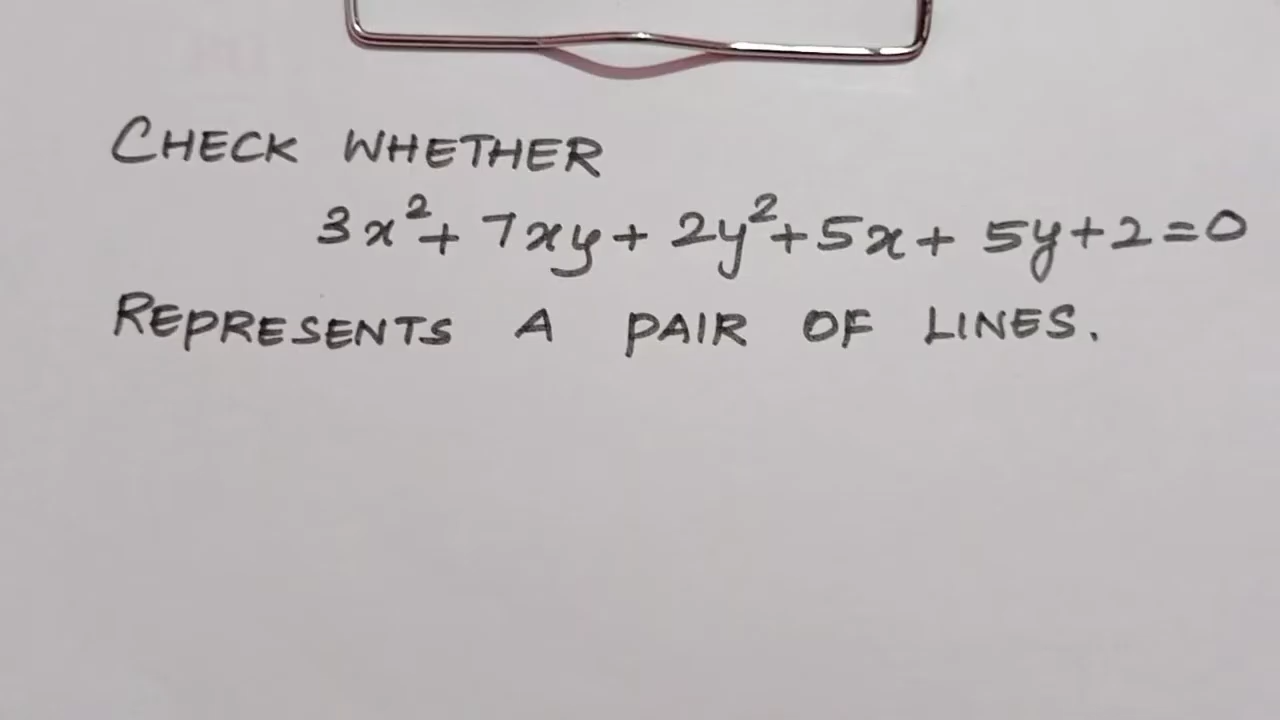 CHECK WHETHER
3x²+ 7xy + 2y²+5x + 5y+2=0
REPRESENTS A PAIR OF LINES.